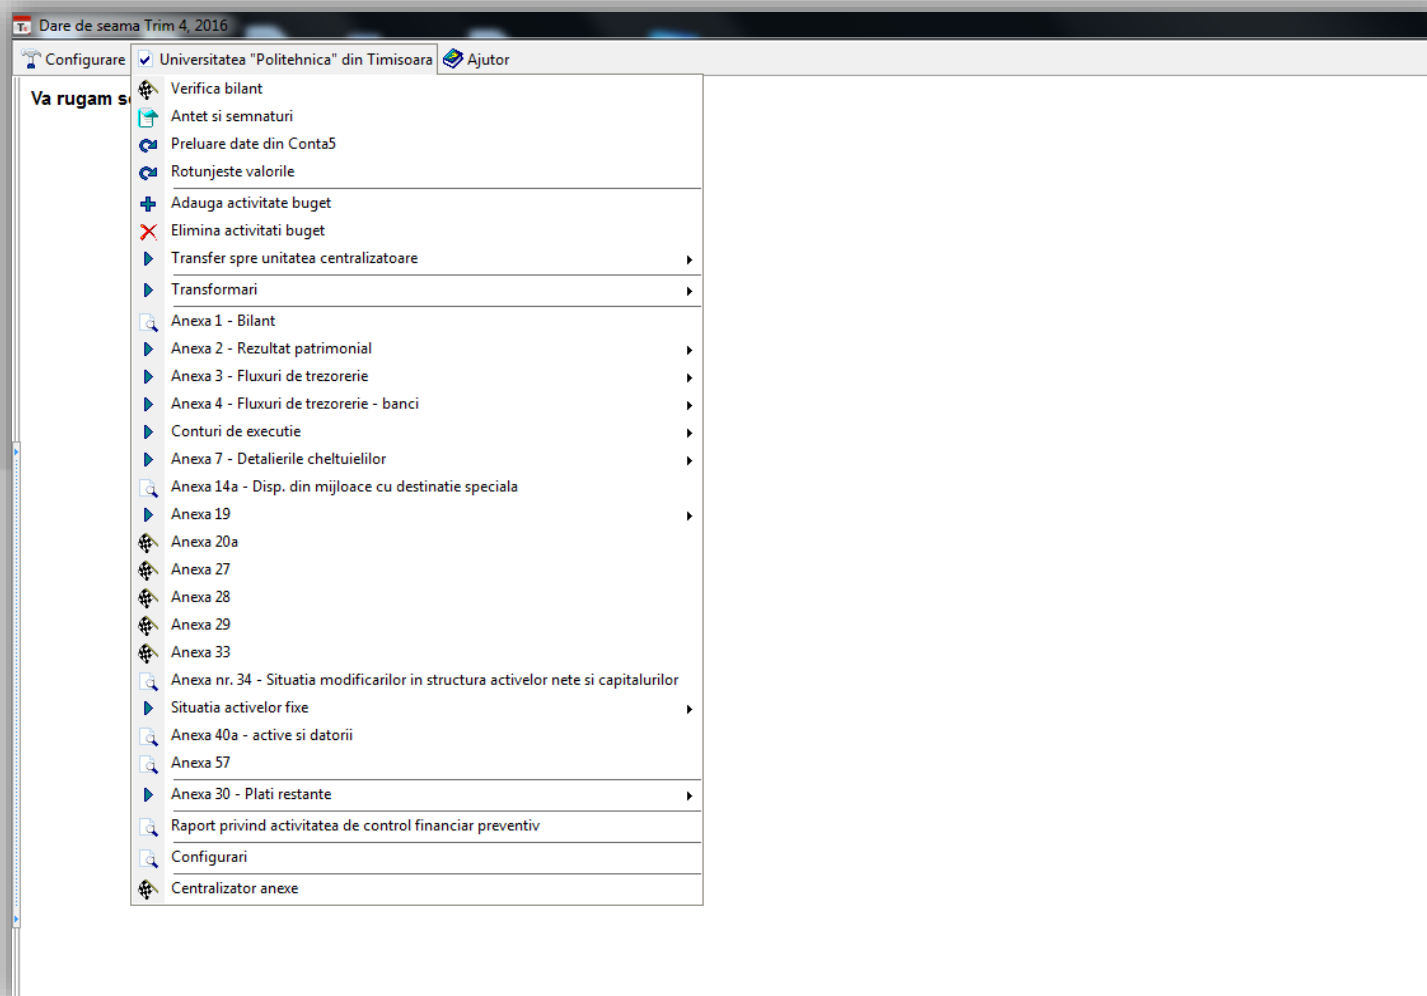 Dare de seama Trim 4, 2016
Configurare Universitatea "Politehnica" din Timisoara Ajutor
Va rugam
Verifica bilant
Antet si semnaturi
Preluare date din Conta5
Rotunjeste valorile
Adauga activitate buget
Elimina activitati buget
Transfer spre unitatea centralizatoare
Transformari
Anexa 1 - Bilant
Anexa 2 - Rezultat patrimonial
Anexa 3 - Fluxuri de trezorerie
Anexa 4 - Fluxuri de trezorerie - banci
Conturi de executie
Anexa 7 - Detalierile cheltuielilor
Anexa 14a - Disp. din mijloace cu destinatie speciala
Anexa 19
Anexa 20a
Anexa 27
Anexa 28
Anexa 29
Anexa 33
Anexa nr. 34 - Situatia modificarilor in structura activelor nete si capitalurilor
Situatia activelor fixe
Anexa 40a - active si datorii
Anexa 57
Anexa 30 - Plati restante
Raport privind activitatea de control financiar preventiv
Configurari
Centralizator anexe